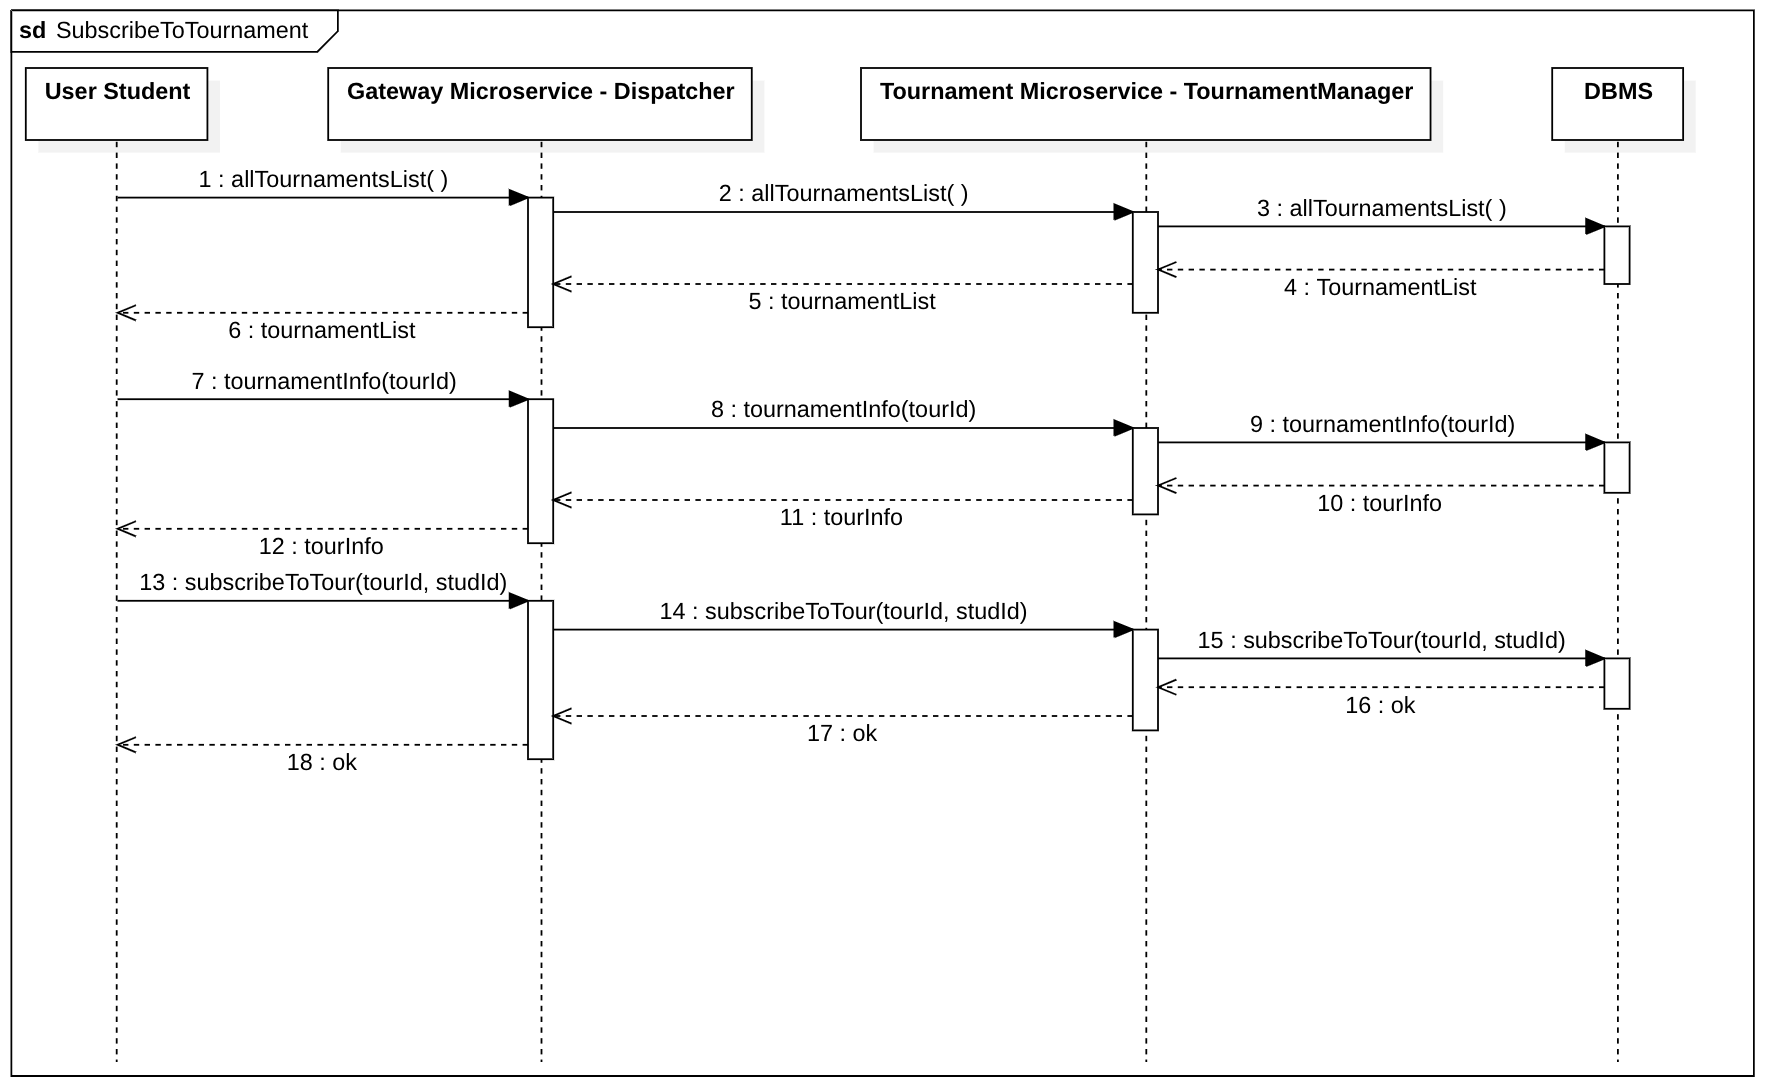 sd SubscribeToTournament
User Student
Gateway Microservice - Dispatcher
Tournament Microservice - TournamentManager
DBMS
1 : allTournamentsList( )
2 : allTournamentsList( )
3 : allTournamentsList( )
4 : TournamentList
5 : tournamentList
6 : tournamentList
7 : tournamentInfo(tourId)
8 : tournamentInfo(tourId)
9 : tournamentInfo(tourId)
10 : tourInfo
11 : tourInfo
12 : tourInfo
13 : subscribeToTour(tourId, studId)
14 : subscribeToTour(tourId, studId)
15 : subscribeToTour(tourId, studId)
16 : ok
17 : ok
18 : ok